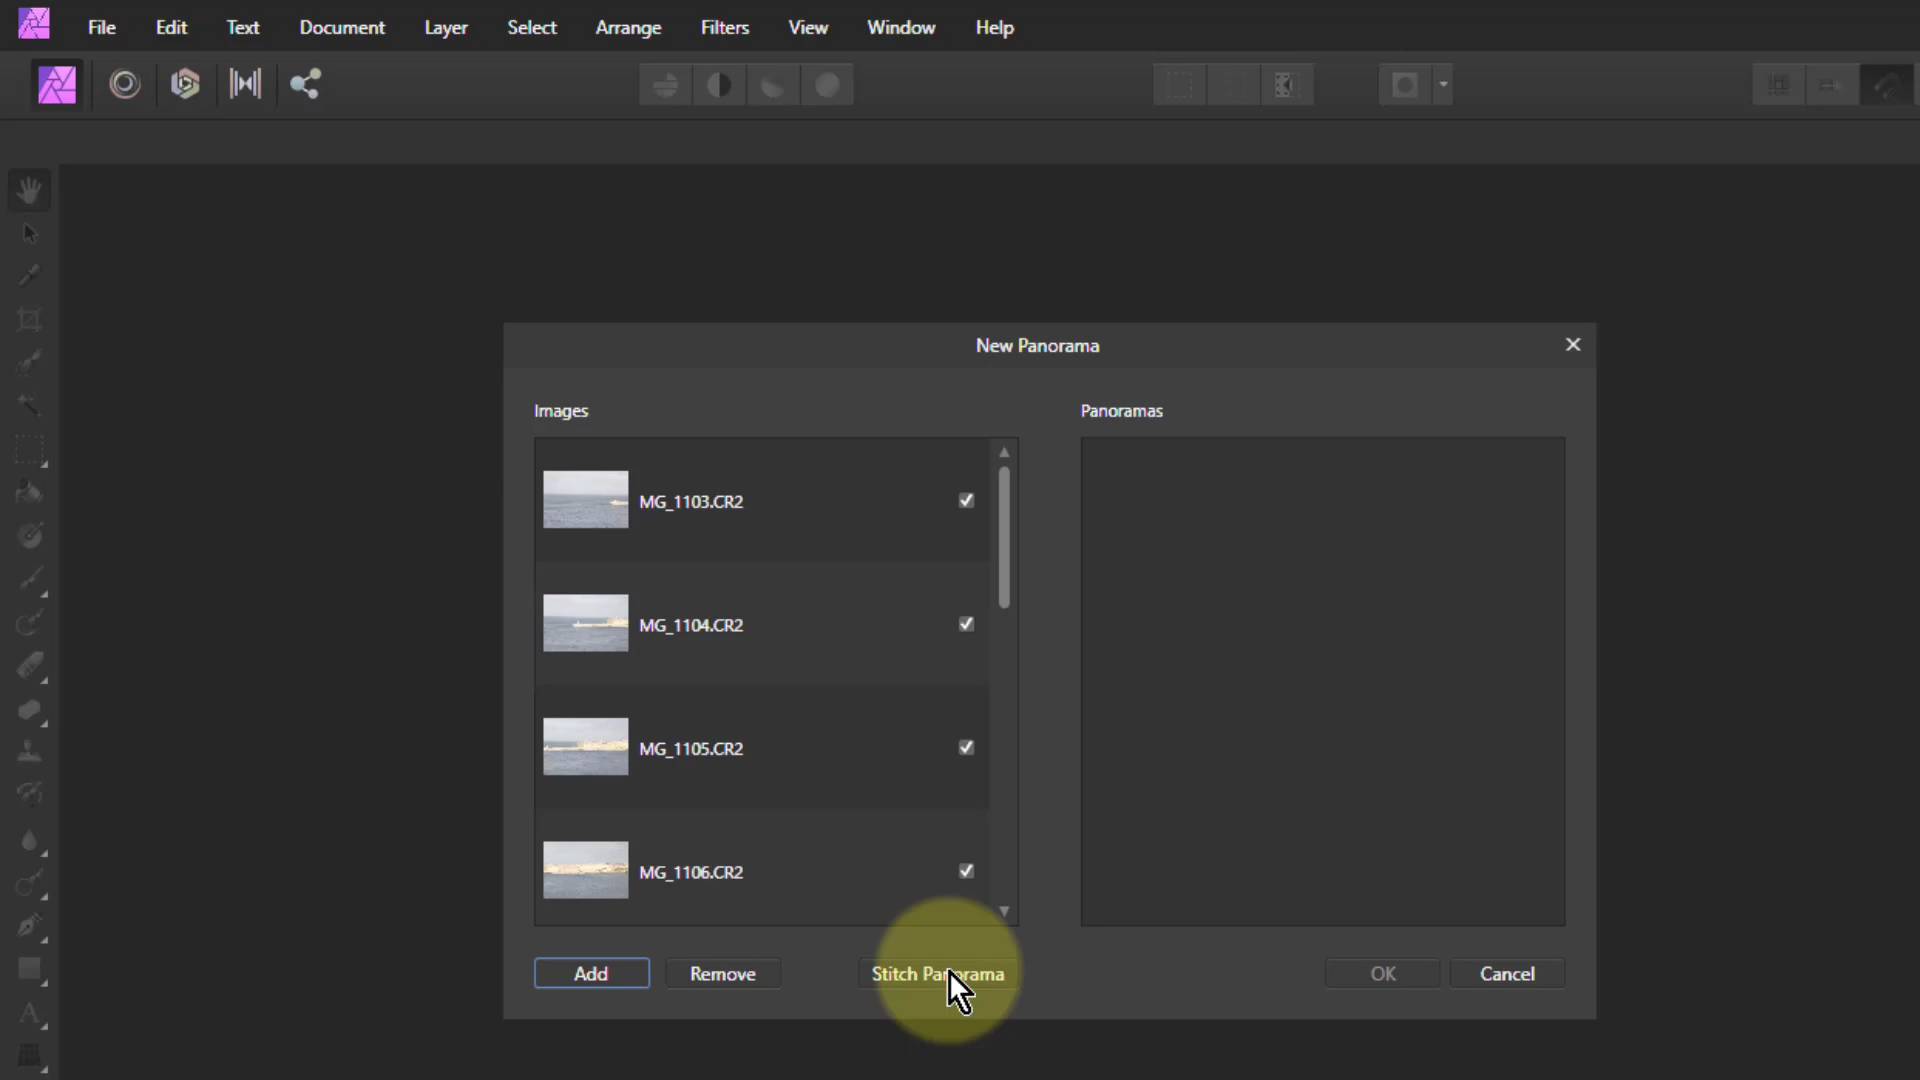 File Edit Text Document Layer Select Arrange Filters View Window Help
New Panorama
Images
Panoramas
MG_1103.CR2
MG_1104.CR2
MG_1105.CR2
MG_1106.CR2
Add Remove Stitch Panorama OK Cancel